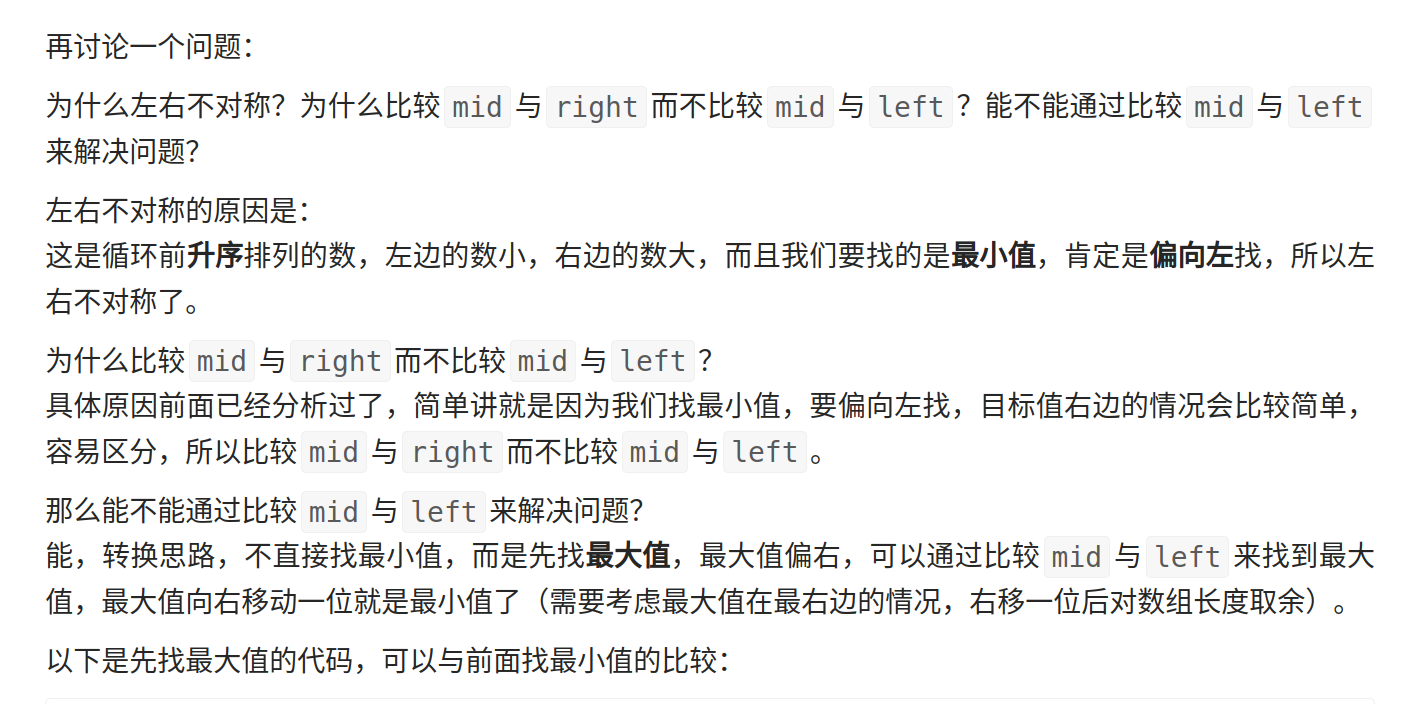 再讨论一个问题：
为什么左右不对称？为什么比较 mid 与 right 而不比较 mid 与 left ？能不能通过比较 mid 与 left
来解决问题？
左右不对称的原因是：
这是循环前升序排列的数，左边的数小，右边的数大，而且我们要找的是最小值，肯定是偏向左找，所以左
右不对称了。
为什么比较 mid 与 right 而不比较 mid 与 left ？
具体原因前面已经分析过了，简单讲就是因为我们找最小值，要偏向左找，目标值右边的情况会比较简单，
容易区分，所以比较 mid 与 right 而不比较 mid 与 left 。
那么能不能通过比较 mid 与 left 来解决问题？
能，转换思路，不直接找最小值，而是先找最大值，最大值偏右，可以通过比较 mid 与 left 来找到最大
值，最大值向右移动一位就是最小值了（需要考虑最大值在最右边的情况，右移一位后对数组长度取余）。
以下是先找最大值的代码，可以与前面找最小值的比较：